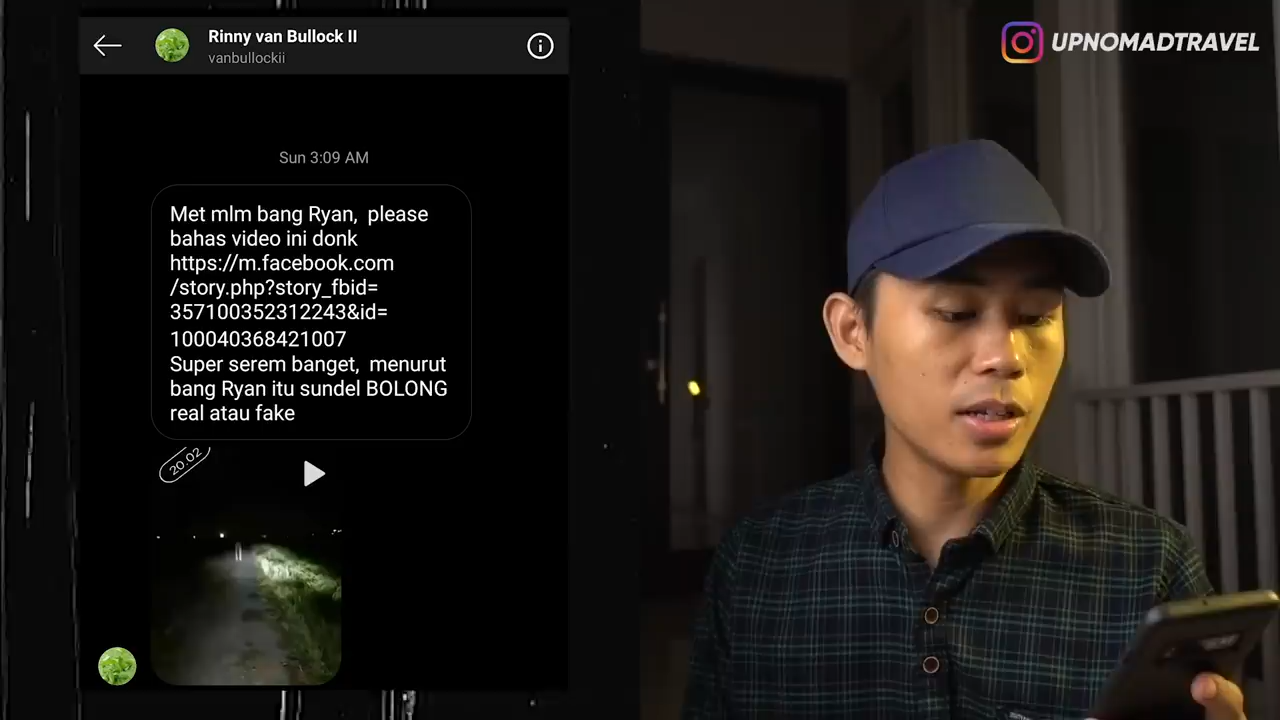 Rinny van Bullock II
vanbullockii
UPNOMADTRAVEL
Sun 3:09 AM
Met mlm bang Ryan,  please
bahas video ini donk
https://m.facebook.com
/story.php?story_fbid=
357100352312243&id=
100040368421007
Super serem banget,  menurut
bang Ryan itu sundel BOLONG
real atau fake
20.02